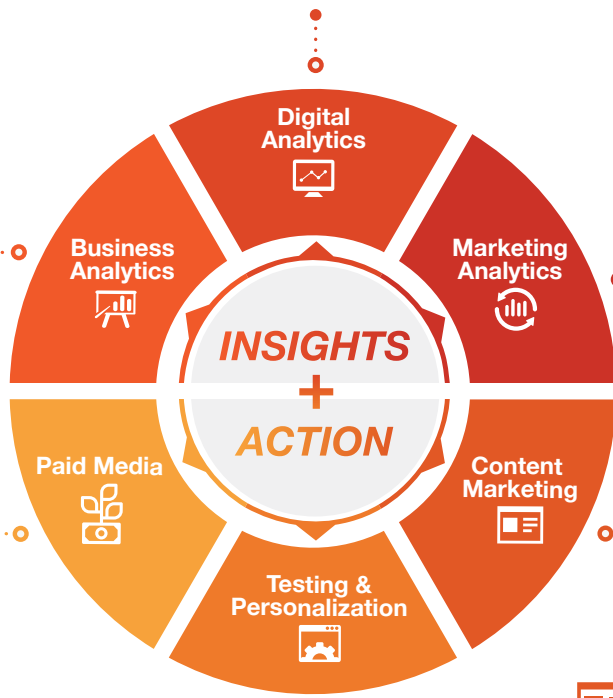 Digital
Analytics
Business
Analytics
Marketing
Analytics
INSIGHTS
+
ACTION
Paid Media
Content
Marketing
Testing &
Personalization